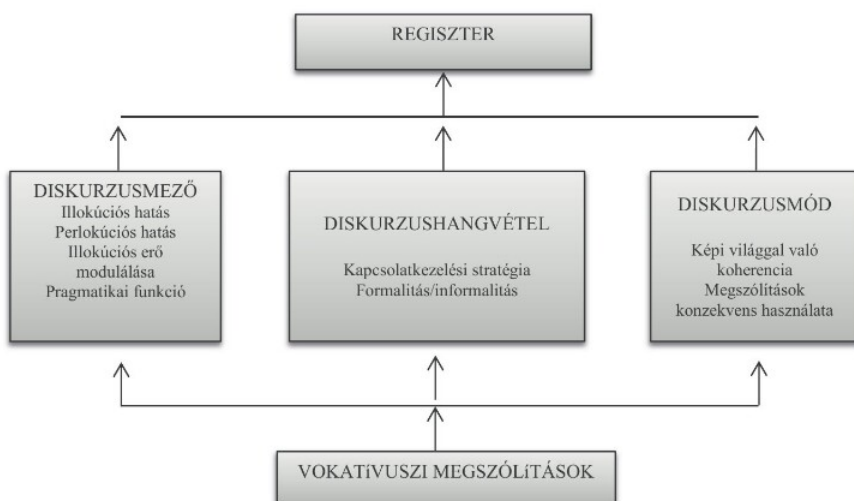 REGISZTER
DISKURZUSMEZŐ
Illokúciós hatás
Perlokúciós hatás
Illokúciós erő
modulálása
Pragmatikai funkció
DISKURZUSHANGVÉTEL
Kapcsolatkezelési stratégia
Formalitás/informalitás
DISKURZUSMÓD
Képi világgal való
koherencia
Megszólítások
konzekvens használata
VOKATíVUSZI MEGSZÓLíTÁSOK